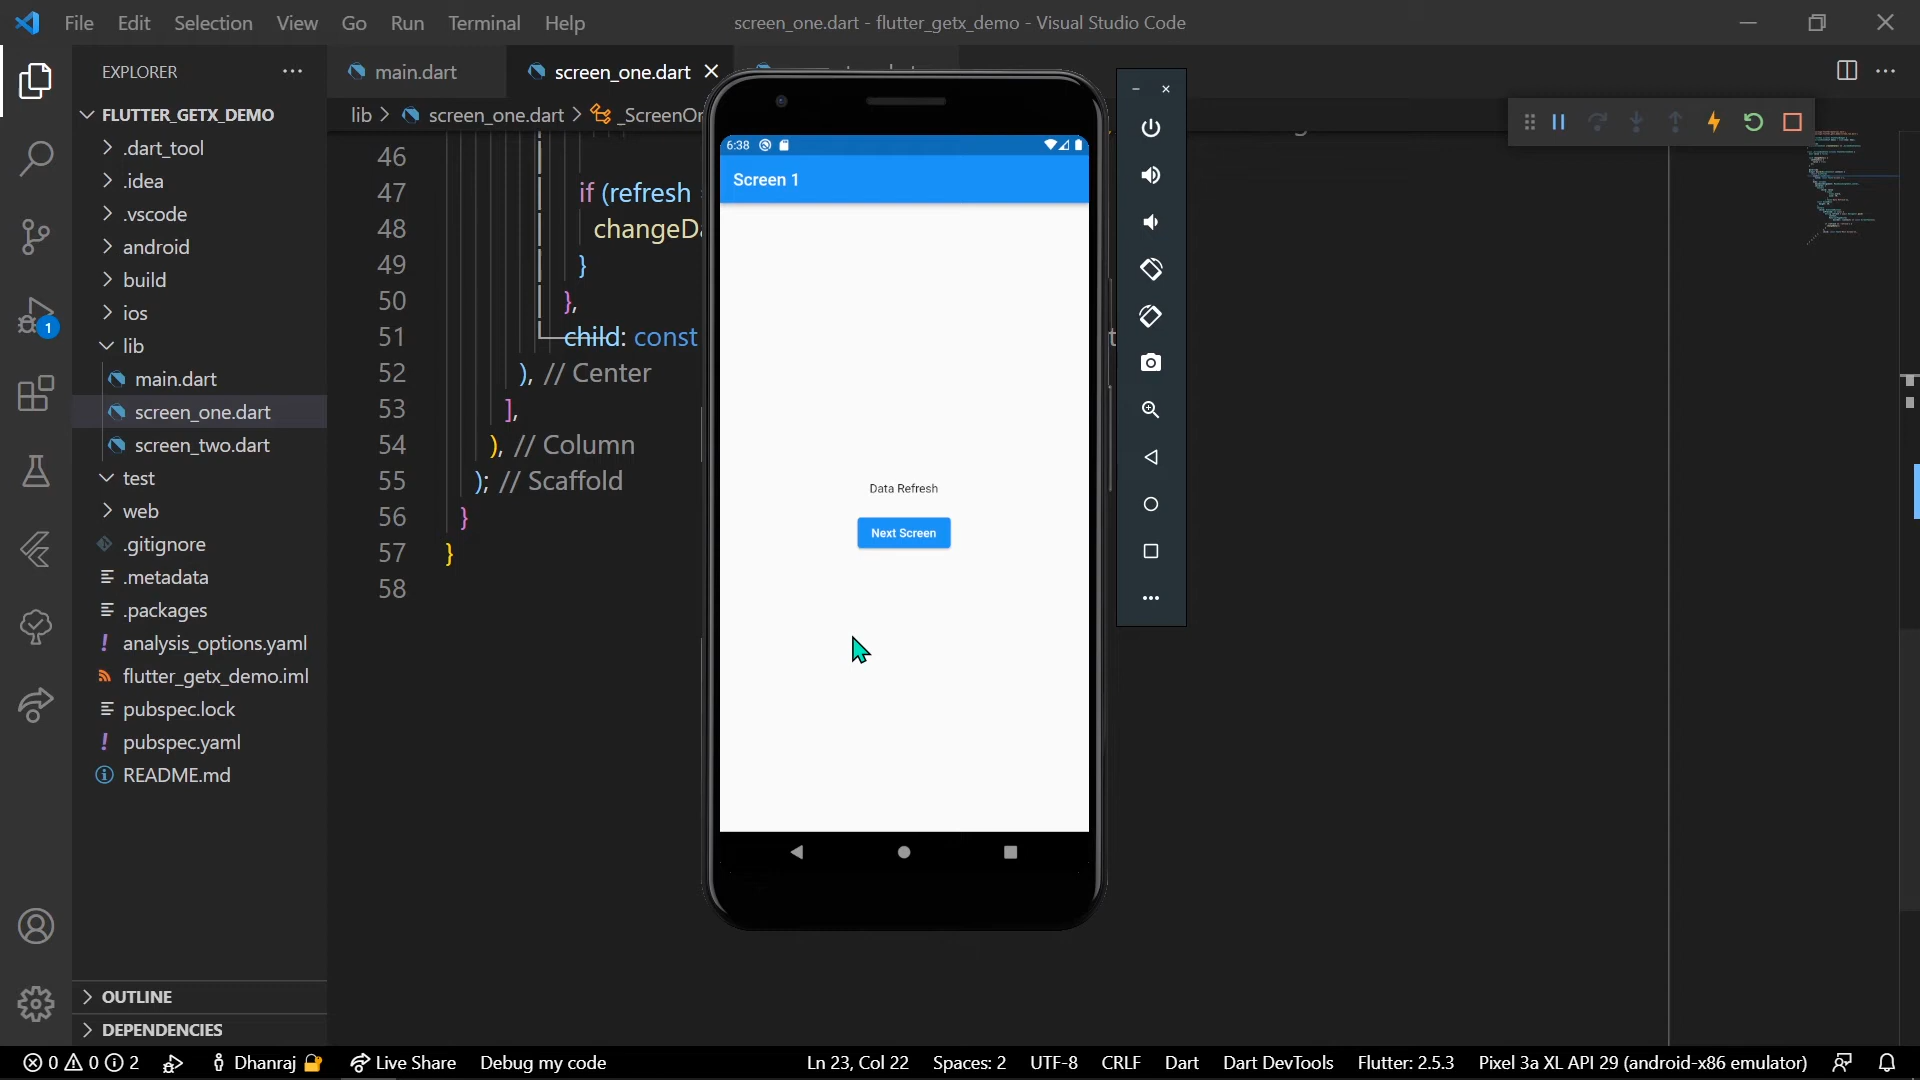 File Edit Selection View Go Run Terminal Help
screen_one.dart - flutter_getx_demo - Visual Studio Code
EXPLORER
main.dart
screen_one.dart
FLUTTER_GETX_DEMO
lib > screen_one.dart >
.dart_tool
.idea
.vscode
android
build
ios
lib
main.dart
screen_one.dart
screen_two.dart
test
web
.gitignore
.metadata
.packages
analysis_options.yaml
flutter_getx_demo.iml
pubspec.lock
pubspec.yaml
README.md
OUTLINE
DEPENDENCIES
46
47 if (refresh
48
49 }
50 },
51 child: const
52 ), // Center
53 ],
54 ), // Column
55 ); // Scaffold
56 }
57 }
58
6:38
Screen 1
Data Refresh
Next Screen
1
0 0 2
Dhanraj
Live Share
Debug my code
Ln 23, Col 22
Spaces: 2
UTF-8
CRLF
Dart
Dart DevTools
Flutter: 2.5.3
Pixel 3a XL API 29 (android-x86 emulator)